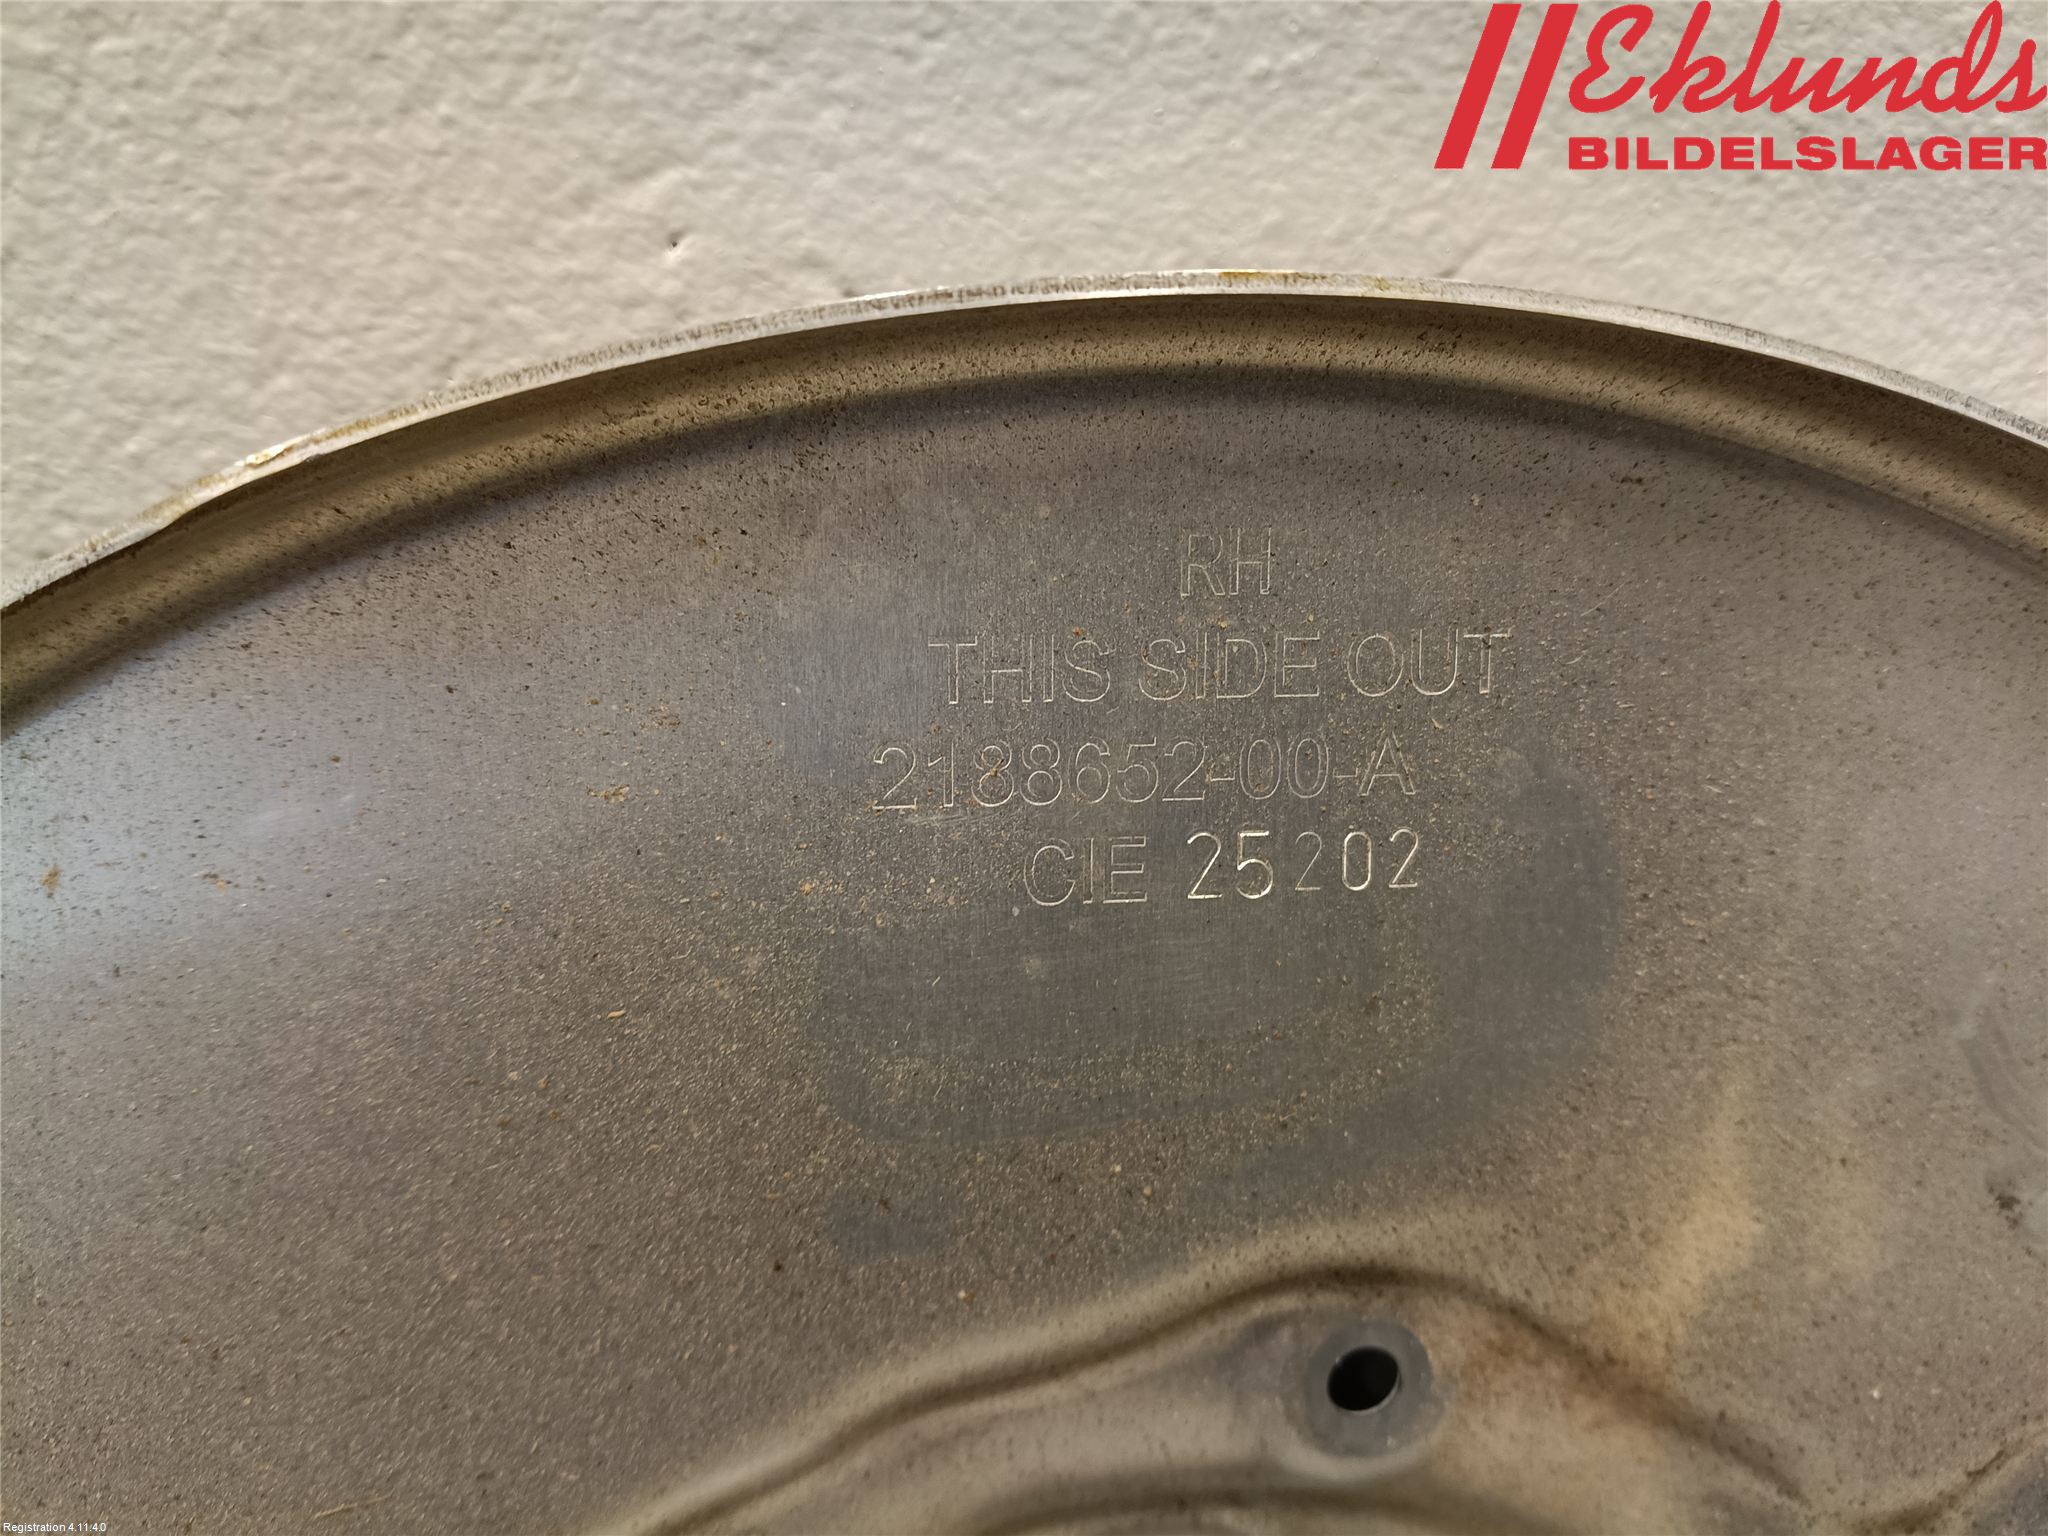 Eklunds
BILDELSLAGER
RH
THIS SIDE OUT
2188652-00-A
CIE 25202
Registration 4.11:4.0